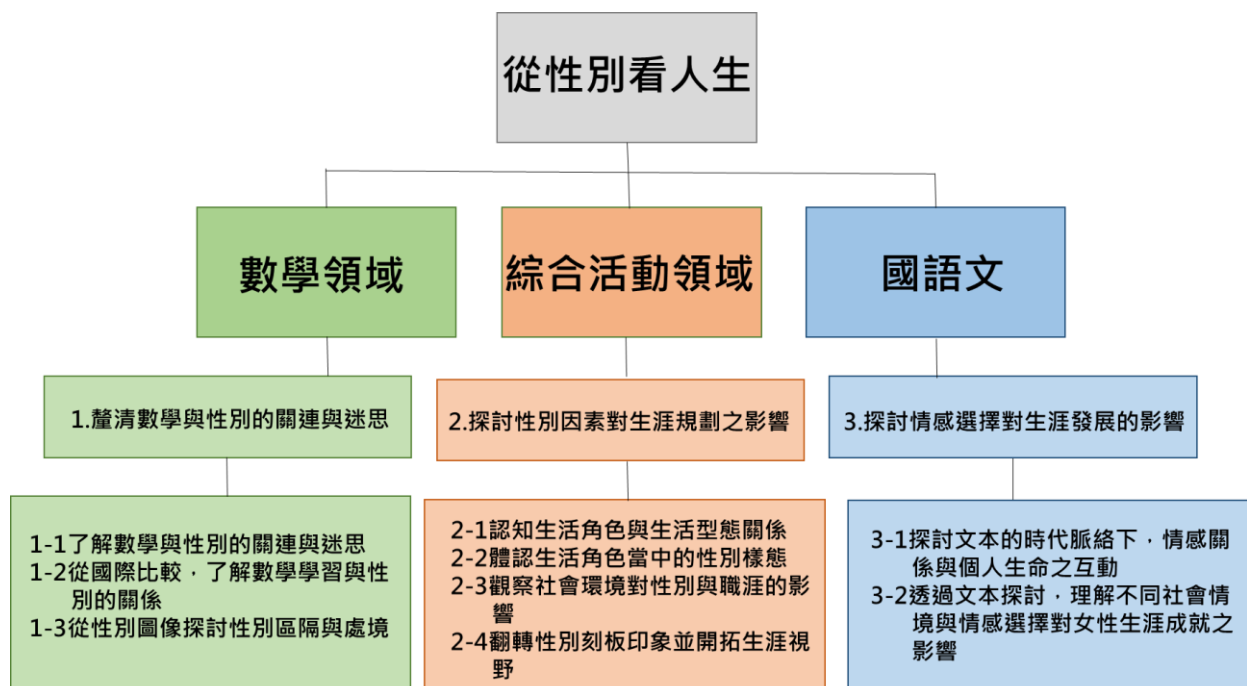 從性別看人生
數學領域
綜合活動領域
國語文
1.釐清數學與性別的關連與迷思
2.探討性別因素對生涯規劃之影響
3.探討情感選擇對生涯發展的影響
1-1了解數學與性別的關連與迷思
1-2從國際比較，了解數學學習與性
別的關係
1-3從性別圖像探討性別區隔與處境
2-1認知生活角色與生活型態關係
2-2體認生活角色當中的性別樣態
2-3觀察社會環境對性別與職涯的影
響
2-4翻轉性別刻板印象並開拓生涯視
野
3-1探討文本的時代脈絡下，情感關
係與個人生命之互動
3-2透過文本探討，理解不同社會情
境與情感選擇對女性生涯成就之
影響